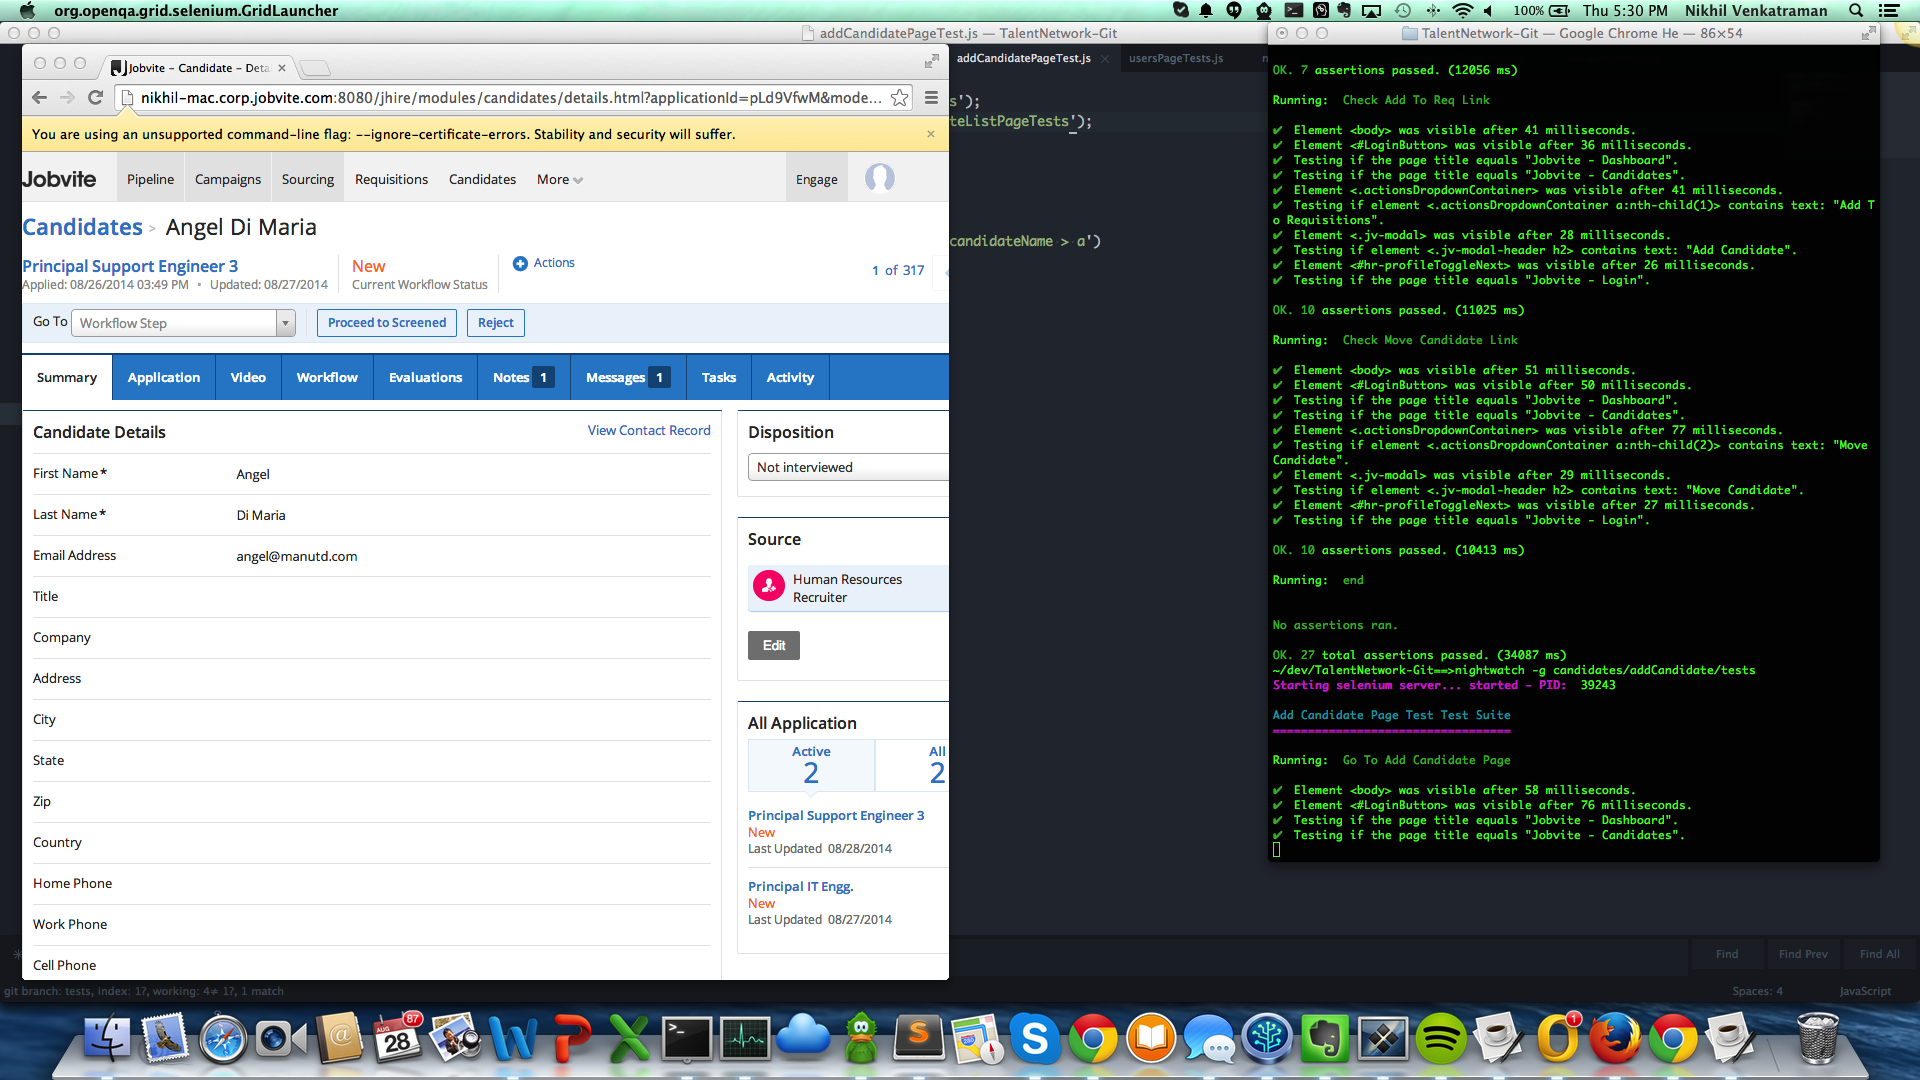 org.openqa.grid.selenium.GridLauncher
100%
Thu 5:30 PM
Nikhil Venkatraman
addCandidatePageTest.js — TalentNetwork-Git
Jobvite - Candidate - Deta
nikhil-mac.corp.jobvite.com:8080/jhire/modules/candidates/details.html?applicationId=pLd9VfwM&mode...
You are using an unsupported command-line flag: --ignore-certificate-errors. Stability and security will suffer.
Jobvite
Pipeline
Campaigns
Sourcing
Requisitions
Candidates
More
Engage
Candidates > Angel Di Maria
Principal Support Engineer 3
Applied: 08/26/2014 03:49 PM • Updated: 08/27/2014
New
Current Workflow Status
Actions
1 of 317
Go To
Workflow Step
Proceed to Screened
Reject
Summary
Application
Video
Workflow
Evaluations
Notes 1
Messages 1
Tasks
Activity
Candidate Details
View Contact Record
First Name*
Angel
Last Name*
Di Maria
Email Address
angel@manutd.com
Title
Company
Address
City
State
Zip
Country
Home Phone
Work Phone
Cell Phone
Disposition
Not interviewed
Source
Human Resources
Recruiter
Edit
All Application
Active
2
All
2
Principal Support Engineer 3
New
Last Updated 08/28/2014
Principal IT Engg.
New
Last Updated 08/27/2014
addCandidatePageTest.js
usersPageTests.js
s');
teListPageTests');
candidateName > a')
TalentNetwork-Git — Google Chrome He — 86×54
OK. 7 assertions passed. (12056 ms)
Running: Check Add To Req Link
✔ Element <body> was visible after 41 milliseconds.
✔ Element <#LoginButton> was visible after 36 milliseconds.
✔ Testing if the page title equals "Jobvite - Dashboard".
✔ Testing if the page title equals "Jobvite - Candidates".
✔ Element <.actionsDropdownContainer> was visible after 41 milliseconds.
✔ Testing if element <.actionsDropdownContainer a:nth-child(1)> contains text: "Add T
o Requisitions".
✔ Element <.jv-modal> was visible after 28 milliseconds.
✔ Testing if element <.jv-modal-header h2> contains text: "Add Candidate".
✔ Element <#hr-profileToggleNext> was visible after 26 milliseconds.
✔ Testing if the page title equals "Jobvite - Login".
OK. 10 assertions passed. (11025 ms)
Running: Check Move Candidate Link
✔ Element <body> was visible after 51 milliseconds.
✔ Element <#LoginButton> was visible after 50 milliseconds.
✔ Testing if the page title equals "Jobvite - Dashboard".
✔ Testing if the page title equals "Jobvite - Candidates".
✔ Element <.actionsDropdownContainer> was visible after 77 milliseconds.
✔ Testing if element <.actionsDropdownContainer a:nth-child(2)> contains text: "Move
Candidate".
✔ Element <.jv-modal> was visible after 29 milliseconds.
✔ Testing if element <.jv-modal-header h2> contains text: "Move Candidate".
✔ Element <#hr-profileToggleNext> was visible after 27 milliseconds.
✔ Testing if the page title equals "Jobvite - Login".
OK. 10 assertions passed. (10413 ms)
Running: end
No assertions ran.
OK. 27 total assertions passed. (34087 ms)
~/dev/TalentNetwork-Git==>nightwatch -g candidates/addCandidate/tests
Starting selenium server... started - PID: 39243
Add Candidate Page Test Test Suite
==================================
Running: Go To Add Candidate Page
✔ Element <body> was visible after 58 milliseconds.
✔ Element <#LoginButton> was visible after 76 milliseconds.
✔ Testing if the page title equals "Jobvite - Dashboard".
✔ Testing if the page title equals "Jobvite - Candidates".
Find
Find Prev
Find All
git branch: tests, index: 1?, working: 4≠ 1?, 1 match
Spaces: 4
JavaScript
AUG
28
87
1